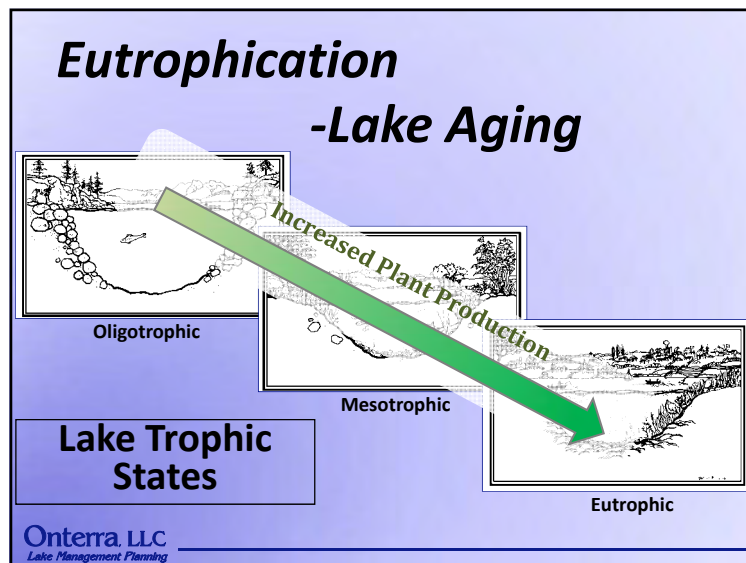 Eutrophication
-Lake Aging
Increased Plant Production
Oligotrophic
Mesotrophic
Eutrophic
Lake Trophic
States
Onterra, LLC
Lake Management Planning